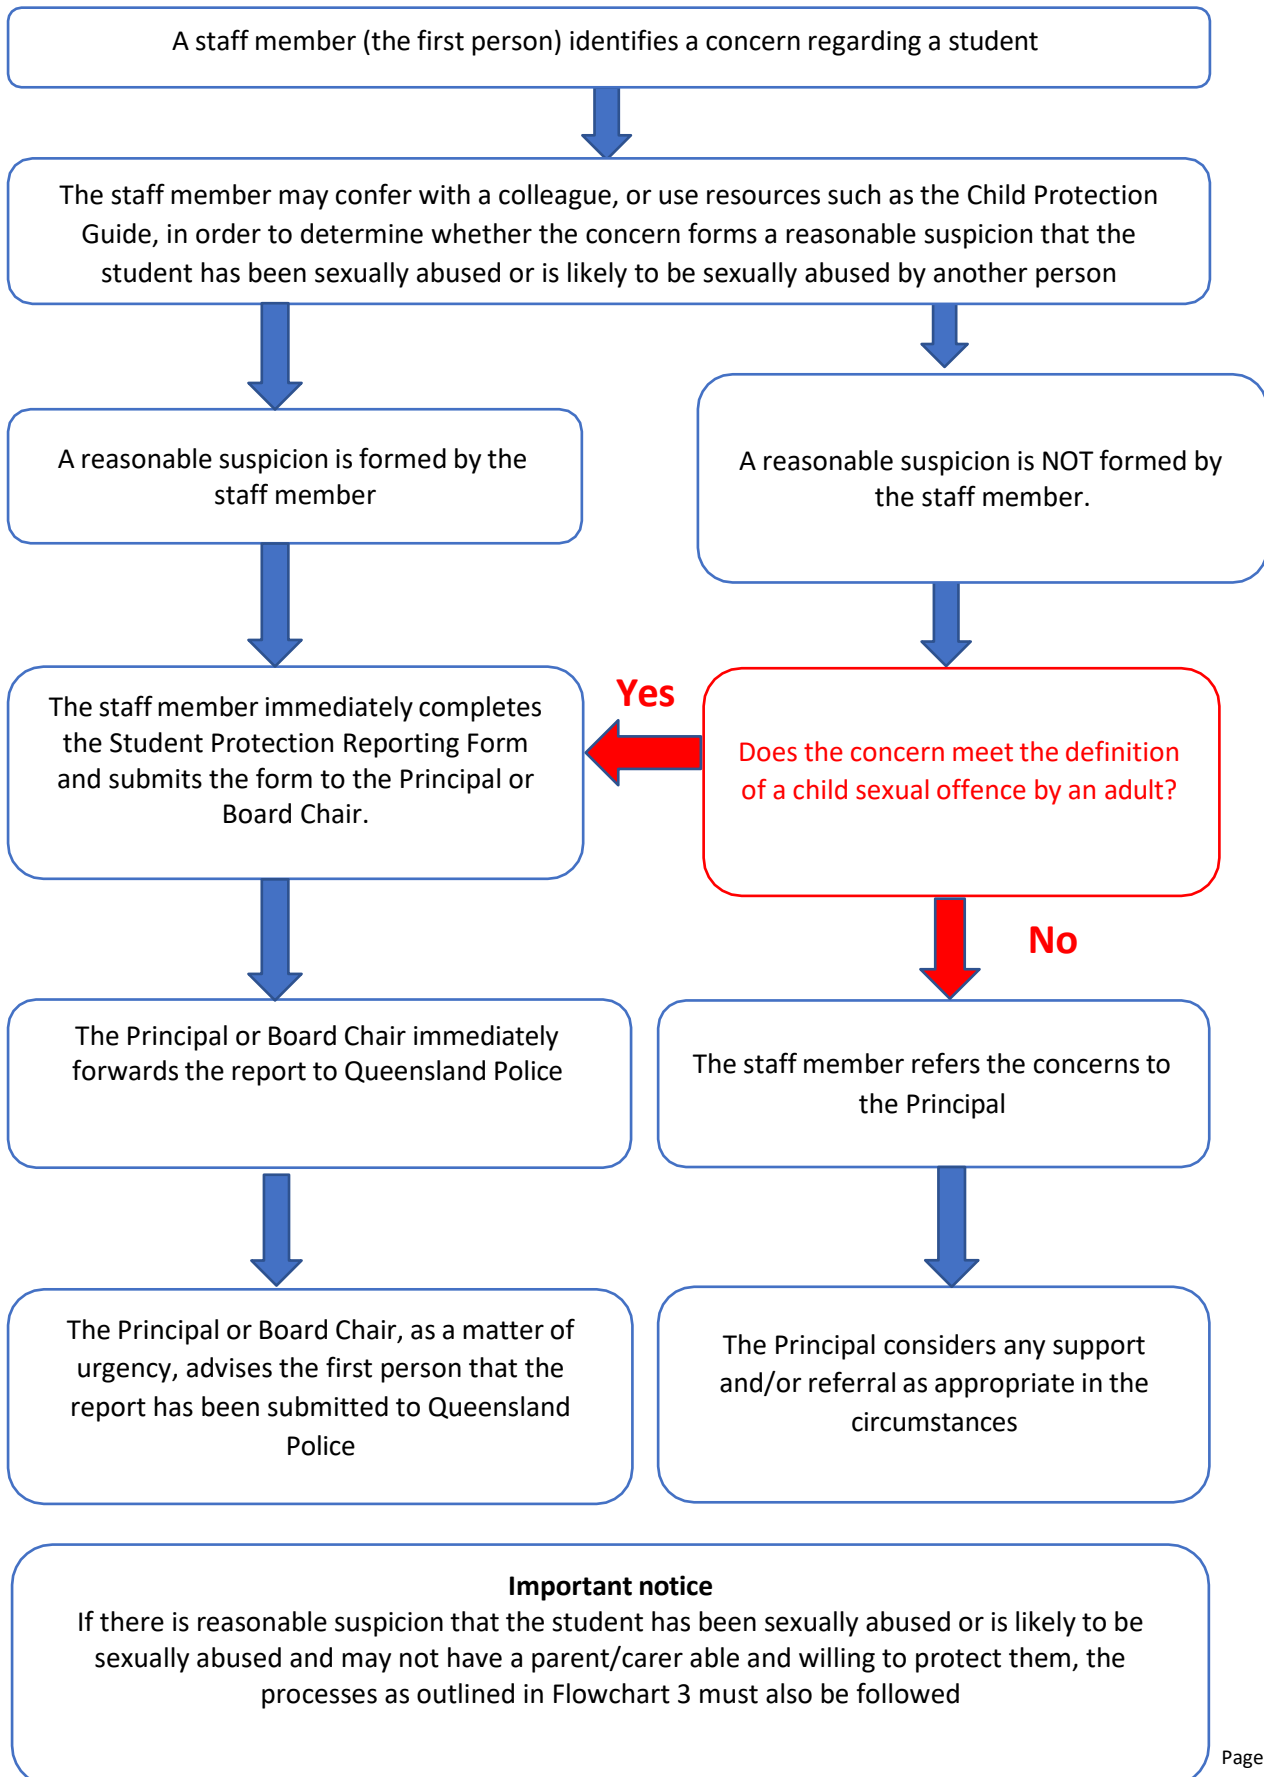 A staff member (the first person) identifies a concern regarding a student
The staff member may confer with a colleague, or use resources such as the Child Protection
Guide, in order to determine whether the concern forms a reasonable suspicion that the
student has been sexually abused or is likely to be sexually abused by another person
A reasonable suspicion is formed by the
staff member
A reasonable suspicion is NOT formed by
the staff member.
The staff member immediately completes
the Student Protection Reporting Form
and submits the form to the Principal or
Board Chair.
Yes
Does the concern meet the definition
of a child sexual offence by an adult?
No
The Principal or Board Chair immediately
forwards the report to Queensland Police
The staff member refers the concerns to
the Principal
The Principal or Board Chair, as a matter of
urgency, advises the first person that the
report has been submitted to Queensland
Police
The Principal considers any support
and/or referral as appropriate in the
circumstances
Important notice
If there is reasonable suspicion that the student has been sexually abused or is likely to be
sexually abused and may not have a parent/carer able and willing to protect them, the
processes as outlined in Flowchart 3 must also be followed
Page